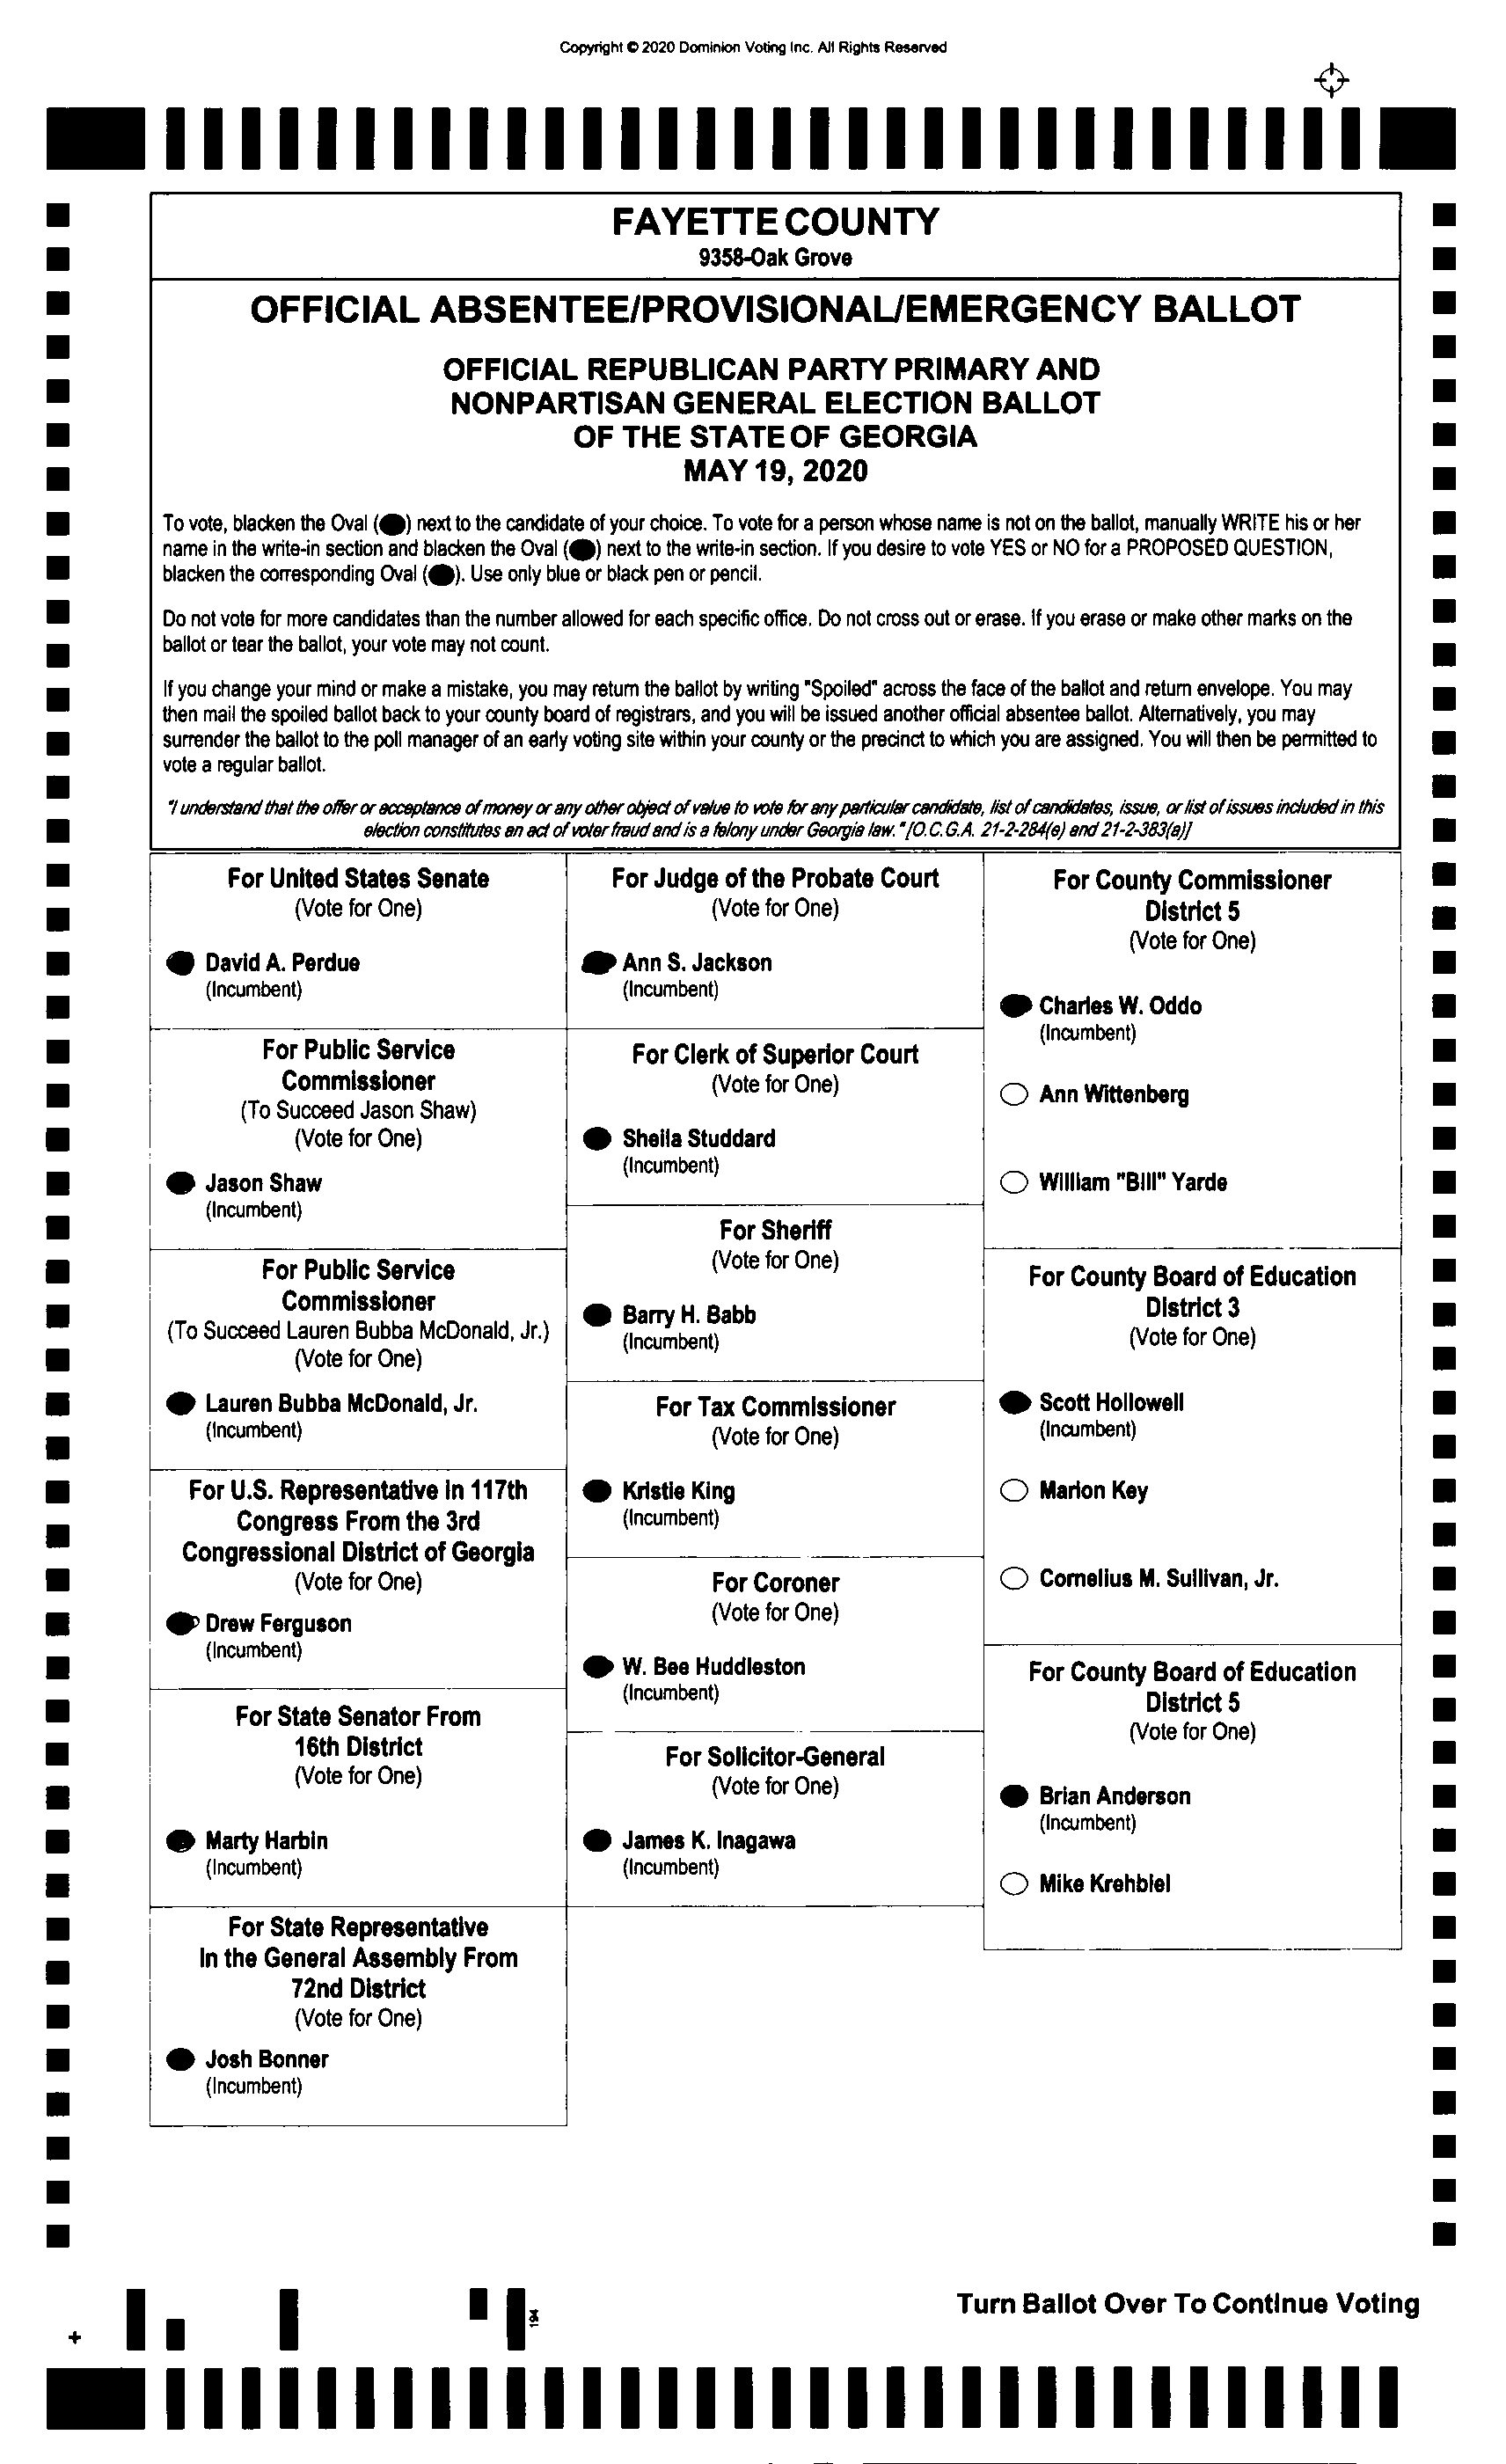 Copyright © 2020 Dominion Voting Inc. All Rights Reserved
FAYETTE COUNTY
9358-Oak Grove
OFFICIAL ABSENTEE/PROVISIONAL/EMERGENCY BALLOT
OFFICIAL REPUBLICAN PARTY PRIMARY AND
NONPARTISAN GENERAL ELECTION BALLOT
OF THE STATE OF GEORGIA
MAY 19, 2020
To vote, blacken the Oval ( ) next to the candidate of your choice. To vote for a person whose name is not on the ballot, manually WRITE his or her
name in the write-in section and blacken the Oval ( ) next to the write-in section. If you desire to vote YES or NO for a PROPOSED QUESTION,
blacken the corresponding Oval ( ). Use only blue or black pen or pencil.
Do not vote for more candidates than the number allowed for each specific office. Do not cross out or erase. If you erase or make other marks on the
ballot or tear the ballot, your vote may not count.
If you change your mind or make a mistake, you may return the ballot by writing "Spoiled" across the face of the ballot and return envelope. You may
then mail the spoiled ballot back to your county board of registrars, and you will be issued another official absentee ballot. Alternatively, you may
surrender the ballot to the poll manager of an early voting site within your county or the precinct to which you are assigned. You will then be permitted to
vote a regular ballot.
"I understand that the offer or acceptance of money or any other object of value to vote for any particular candidate, list of candidates, issue, or list of issues included in this
election constitutes an act of voter fraud and is a felony under Georgia law." [O.C.G.A. 21-2-284(e) and 21-2-383(a)]
For United States Senate
(Vote for One)
David A. Perdue
(Incumbent)
For Public Service
Commissioner
(To Succeed Jason Shaw)
(Vote for One)
Jason Shaw
(Incumbent)
For Public Service
Commissioner
(To Succeed Lauren Bubba McDonald, Jr.)
(Vote for One)
Lauren Bubba McDonald, Jr.
(Incumbent)
For U.S. Representative in 117th
Congress From the 3rd
Congressional District of Georgia
(Vote for One)
Drew Ferguson
(Incumbent)
For State Senator From
16th District
(Vote for One)
Marty Harbin
(Incumbent)
For State Representative
In the General Assembly From
72nd District
(Vote for One)
Josh Bonner
(Incumbent)
For Judge of the Probate Court
(Vote for One)
Ann S. Jackson
(Incumbent)
For Clerk of Superior Court
(Vote for One)
Sheila Studdard
(Incumbent)
For Sheriff
(Vote for One)
Barry H. Babb
(Incumbent)
For Tax Commissioner
(Vote for One)
Kristie King
(Incumbent)
For Coroner
(Vote for One)
W. Bee Huddleston
(Incumbent)
For Solicitor-General
(Vote for One)
James K. Inagawa
(Incumbent)
For County Commissioner
District 5
(Vote for One)
Charles W. Oddo
(Incumbent)
Ann Wittenberg
William "Bill" Yarde
For County Board of Education
District 3
(Vote for One)
Scott Hollowell
(Incumbent)
Marion Key
Cornelius M. Sullivan, Jr.
For County Board of Education
District 5
(Vote for One)
Brian Anderson
(Incumbent)
Mike Krehbiel
194
Turn Ballot Over To Continue Voting